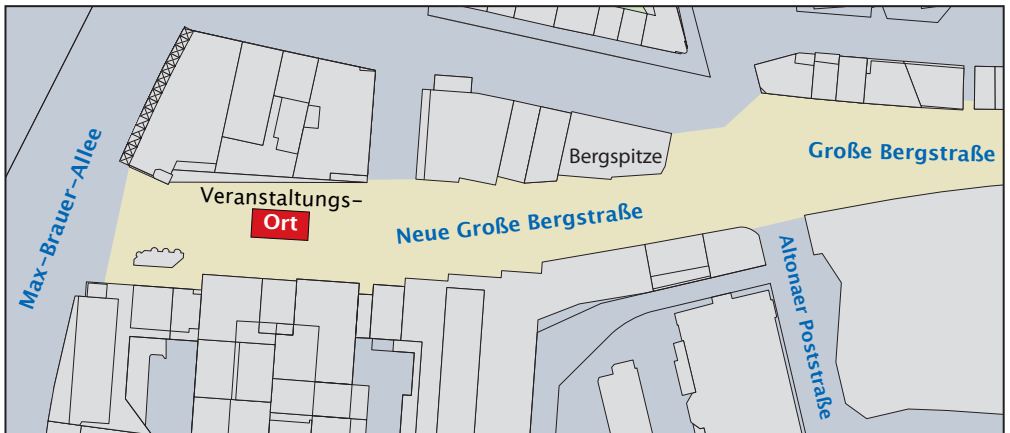 Max-Brauer-Allee
Veranstaltungs-
Ort
Neue Große Bergstraße
Bergspitze
Große Bergstraße
Altonaer Poststraße